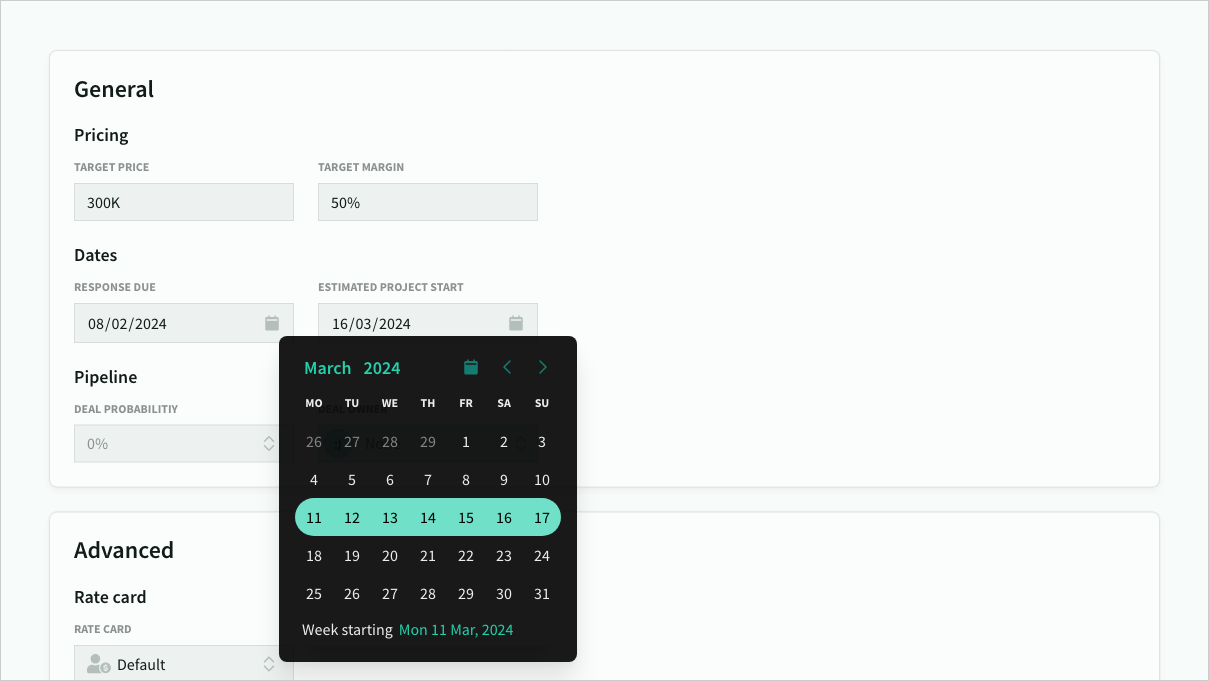 General
Pricing
TARGET PRICE TARGET MARGIN
300K 50%
Dates
RESPONSE DUE ESTIMATED PROJECT START
08/02/2024 16/03/2024
Pipeline
DEAL PROBABILITIY DEAL OWNER
0%
March 2024
MO TU WE TH FR SA SU
26 27 28 29 1 2 3
4 5 6 7 8 9 10
11 12 13 14 15 16 17
18 19 20 21 22 23 24
25 26 27 28 29 30 31
Week starting Mon 11 Mar, 2024
Advanced
Rate card
RATE CARD
Default